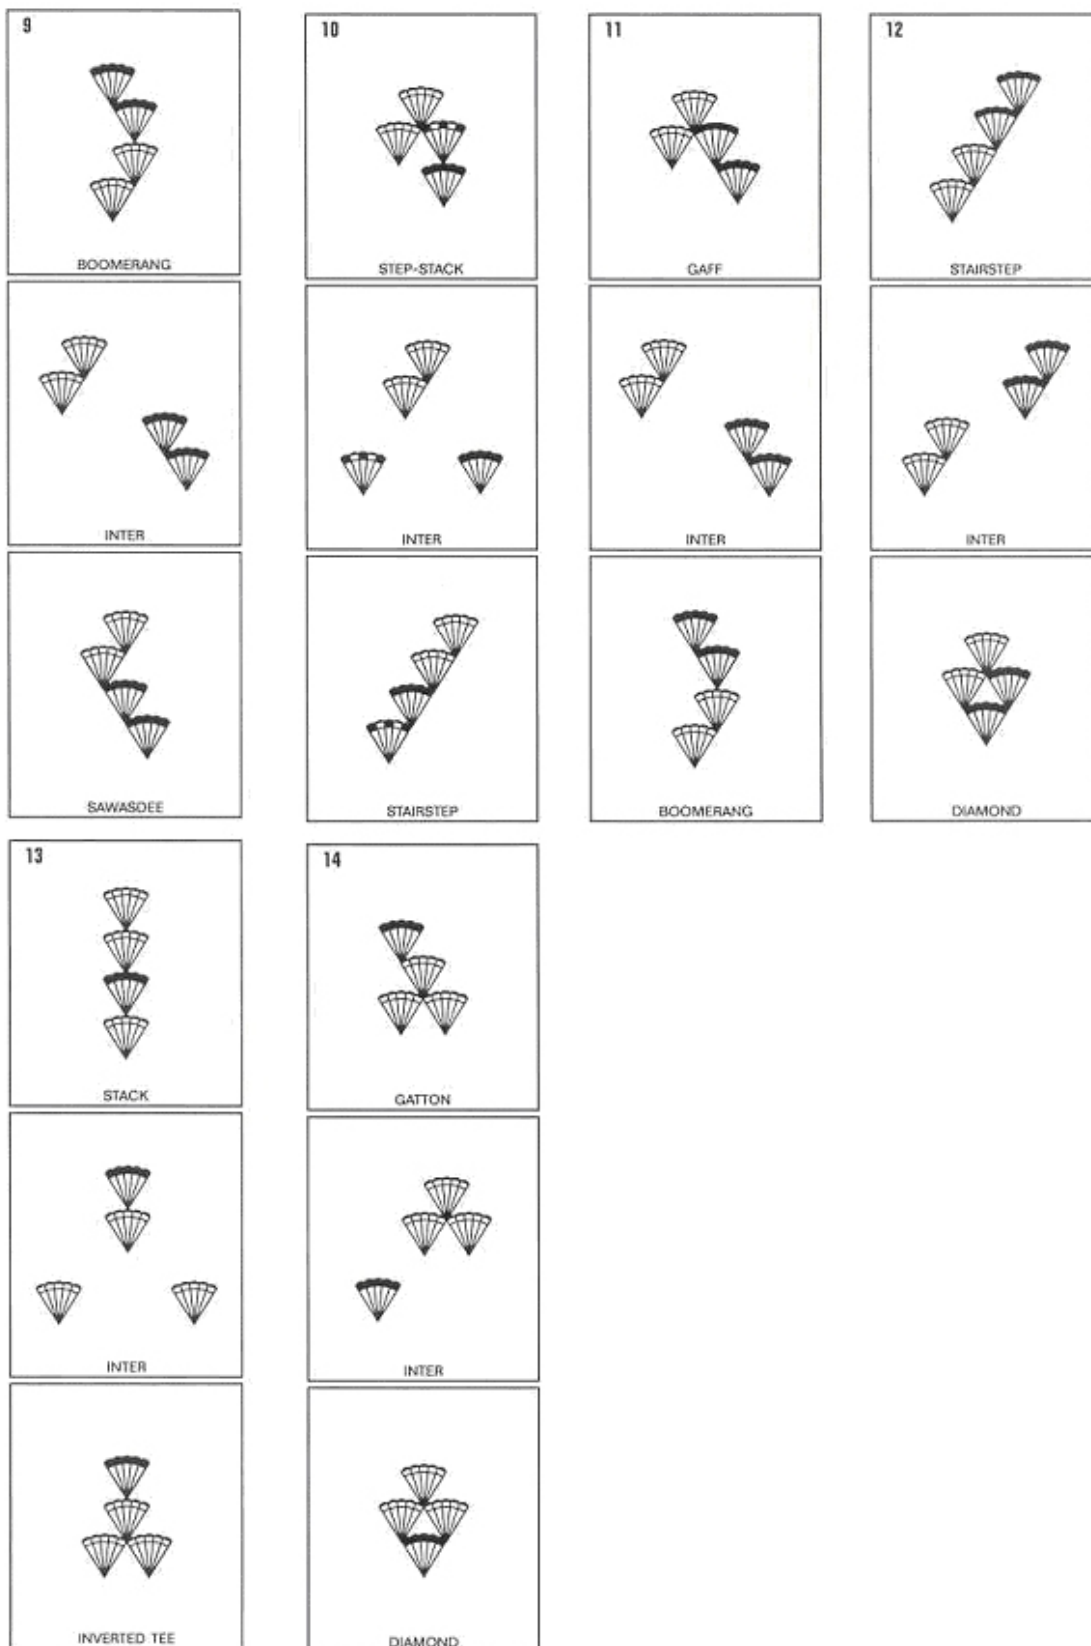 9
BOOMERANG
INTER
SAWASDEE
10
STEP-STACK
INTER
STAIRSTEP
11
GAFF
INTER
BOOMERANG
12
STAIRSTEP
INTER
DIAMOND
13
STACK
INTER
INVERTED TEE
14
GATTON
INTER
DIAMOND